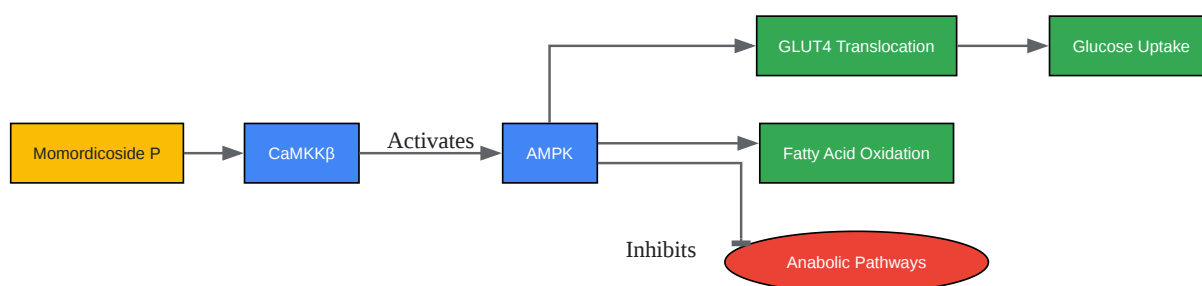 GLUT4 Translocation
Glucose Uptake
Momordicoside P
CaMKKβ
Activates
AMPK
Fatty Acid Oxidation
Inhibits
Anabolic Pathways